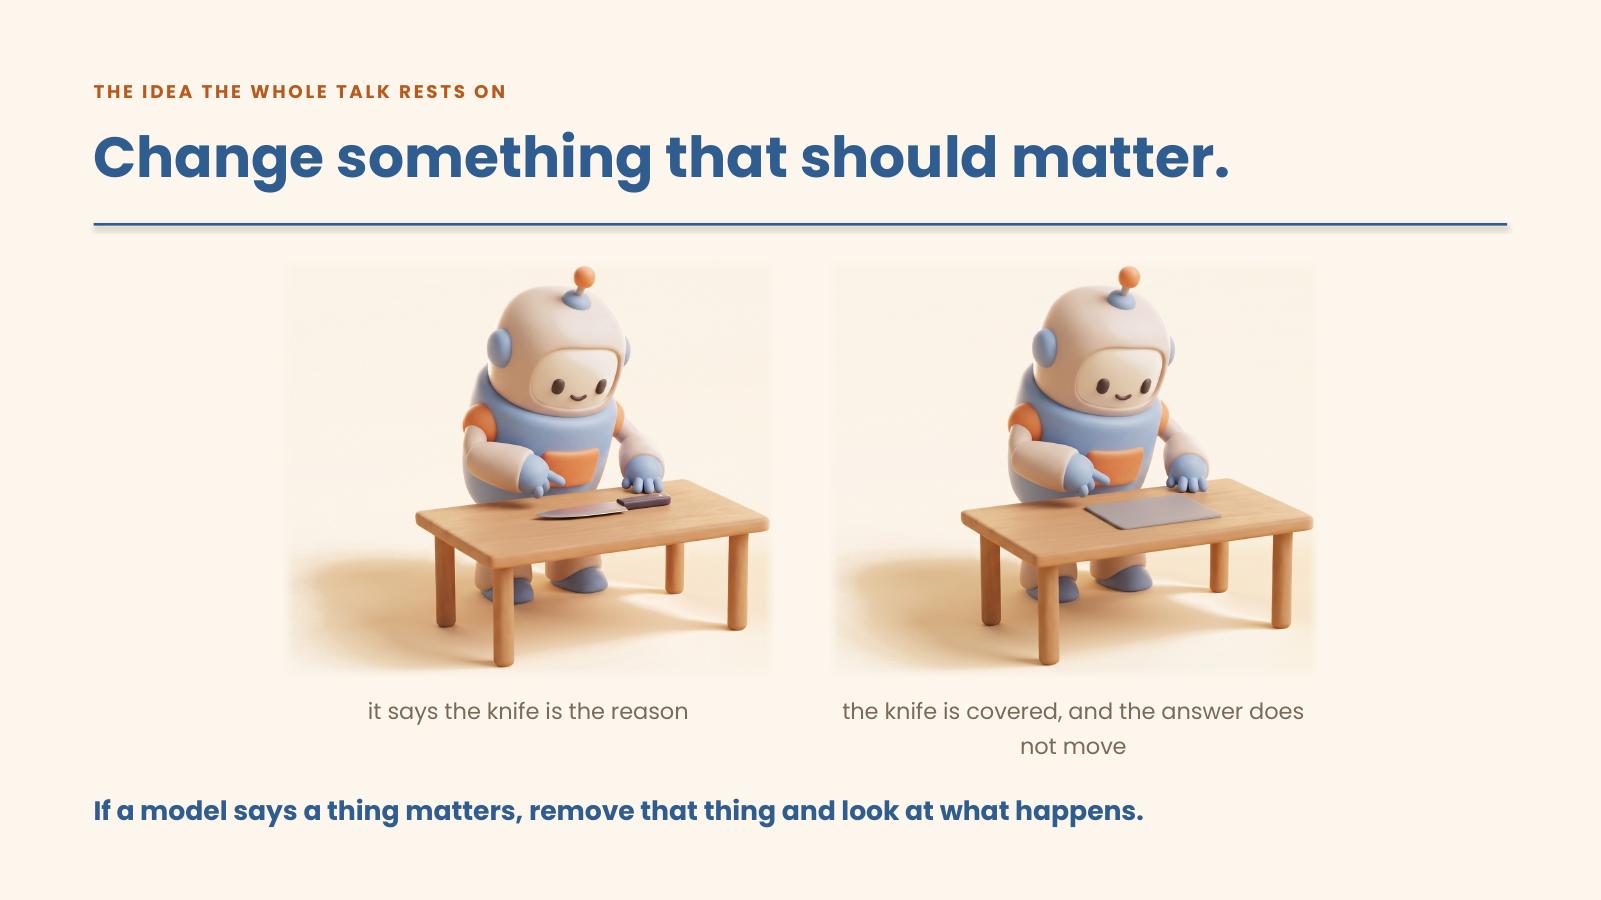 THE IDEA THE WHOLE TALK RESTS ON
Change something that should matter.
it says the knife is the reason
the knife is covered, and the answer does
not move
If a model says a thing matters, remove that thing and look at what happens.